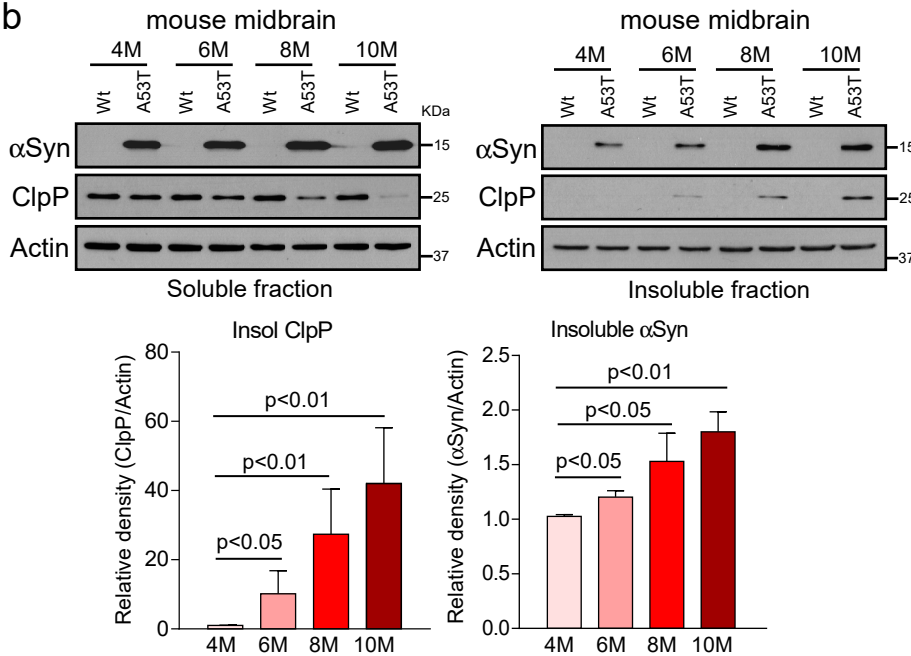 b
mouse midbrain
4M 6M 8M 10M
Wt A53T Wt A53T Wt A53T Wt A53T
KDa
αSyn 15
ClpP 25
Actin 37
Soluble fraction
mouse midbrain
4M 6M 8M 10M
Wt A53T Wt A53T Wt A53T Wt A53T
αSyn 15
ClpP 25
Actin 37
Insoluble fraction
Insol ClpP
Relative density (ClpP/Actin)
80
60
40
20
0
p<0.01
p<0.01
p<0.05
4M 6M 8M 10M
Insoluble αSyn
Relative density (αSyn/Actin)
2.5
2.0
1.5
1.0
0.5
0.0
p<0.01
p<0.05
p<0.05
4M 6M 8M 10M